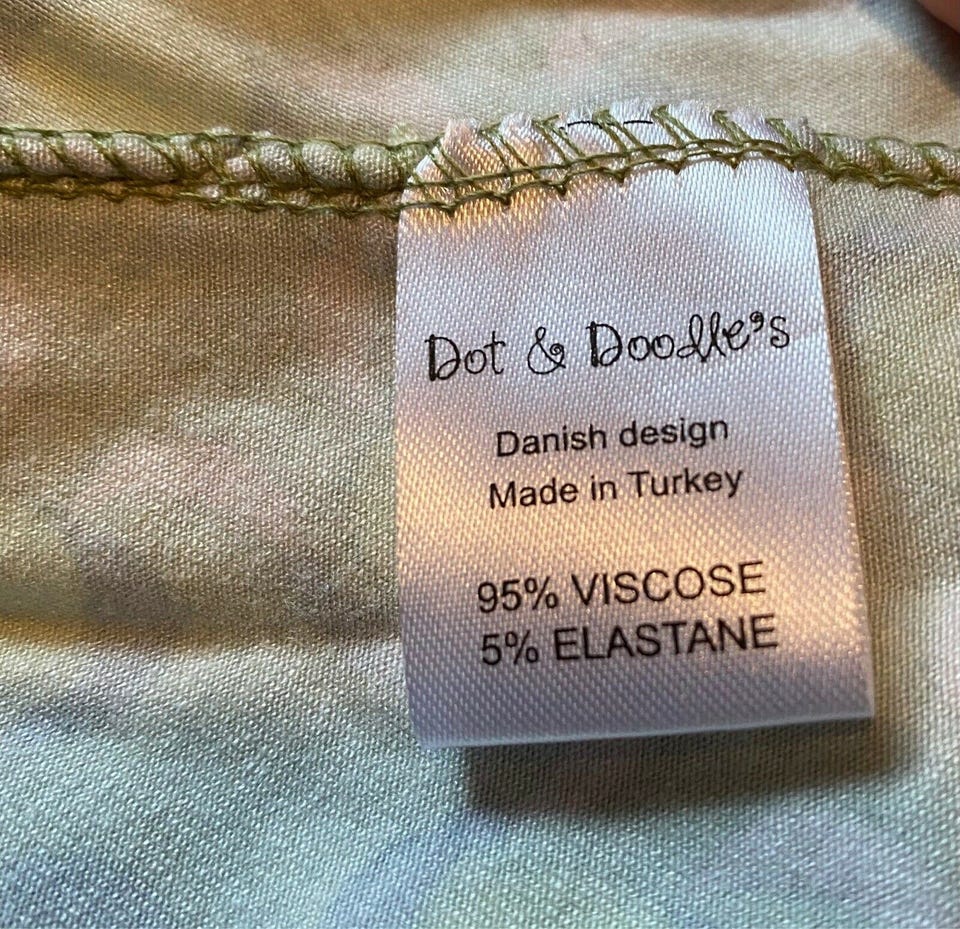 Dot & Doodle's
Danish design
Made in Turkey
95% VISCOSE
5% ELASTANE